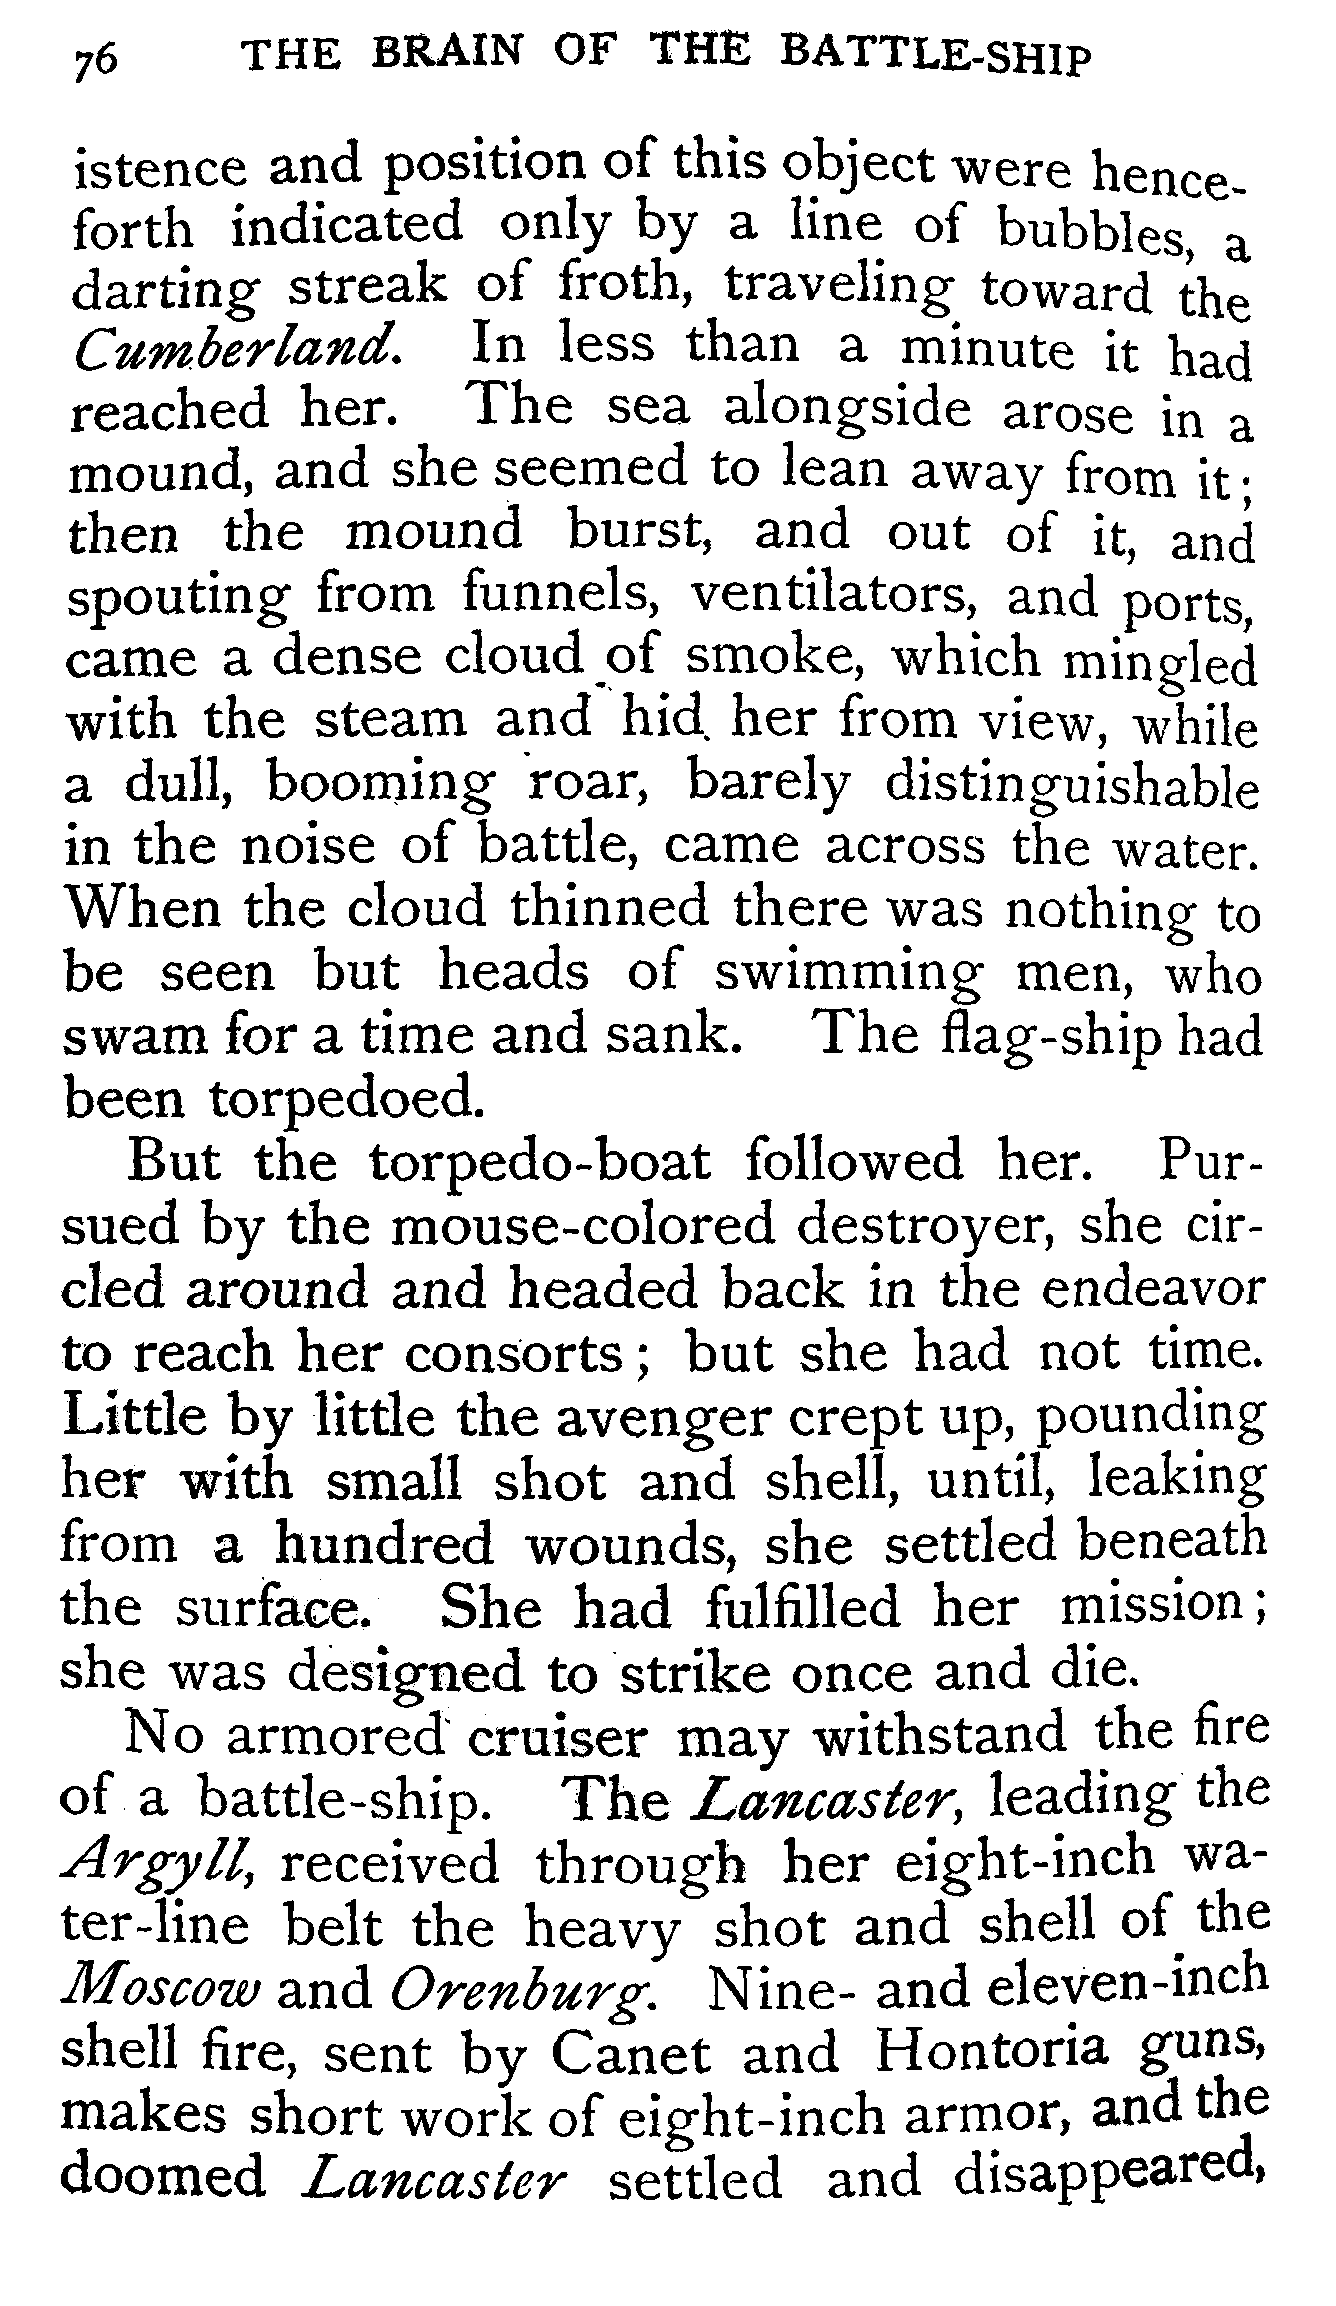 76 THE BRAIN OF THE BATTLE-SHIP
istence and position of this object were hence-
forth indicated only by a line of bubbles, a
darting streak of froth, traveling toward the
Cumberland. In less than a minute it had
reached her. The sea alongside arose in a
mound, and she seemed to lean away from it;
then the mound burst, and out of it, and
spouting from funnels, ventilators, and ports,
came a dense cloud of smoke, which mingled
with the steam and hid her from view, while
a dull, booming roar, barely distinguishable
in the noise of battle, came across the water.
When the cloud thinned there was nothing to
be seen but heads of swimming men, who
swam for a time and sank. The flag-ship had
been torpedoed.
But the torpedo-boat followed her. Pur-
sued by the mouse-colored destroyer, she cir-
cled around and headed back in the endeavor
to reach her consorts; but she had not time.
Little by little the avenger crept up, pounding
her with small shot and shell, until, leaking
from a hundred wounds, she settled beneath
the surface. She had fulfilled her mission;
she was designed to strike once and die.
No armored cruiser may withstand the fire
of a battle-ship. The Lancaster, leading the
Argyll, received through her eight-inch wa-
ter-line belt the heavy shot and shell of the
Moscow and Orenburg. Nine- and eleven-inch
shell fire, sent by Canet and Hontoria guns,
makes short work of eight-inch armor, and the
doomed Lancaster settled and disappeared,